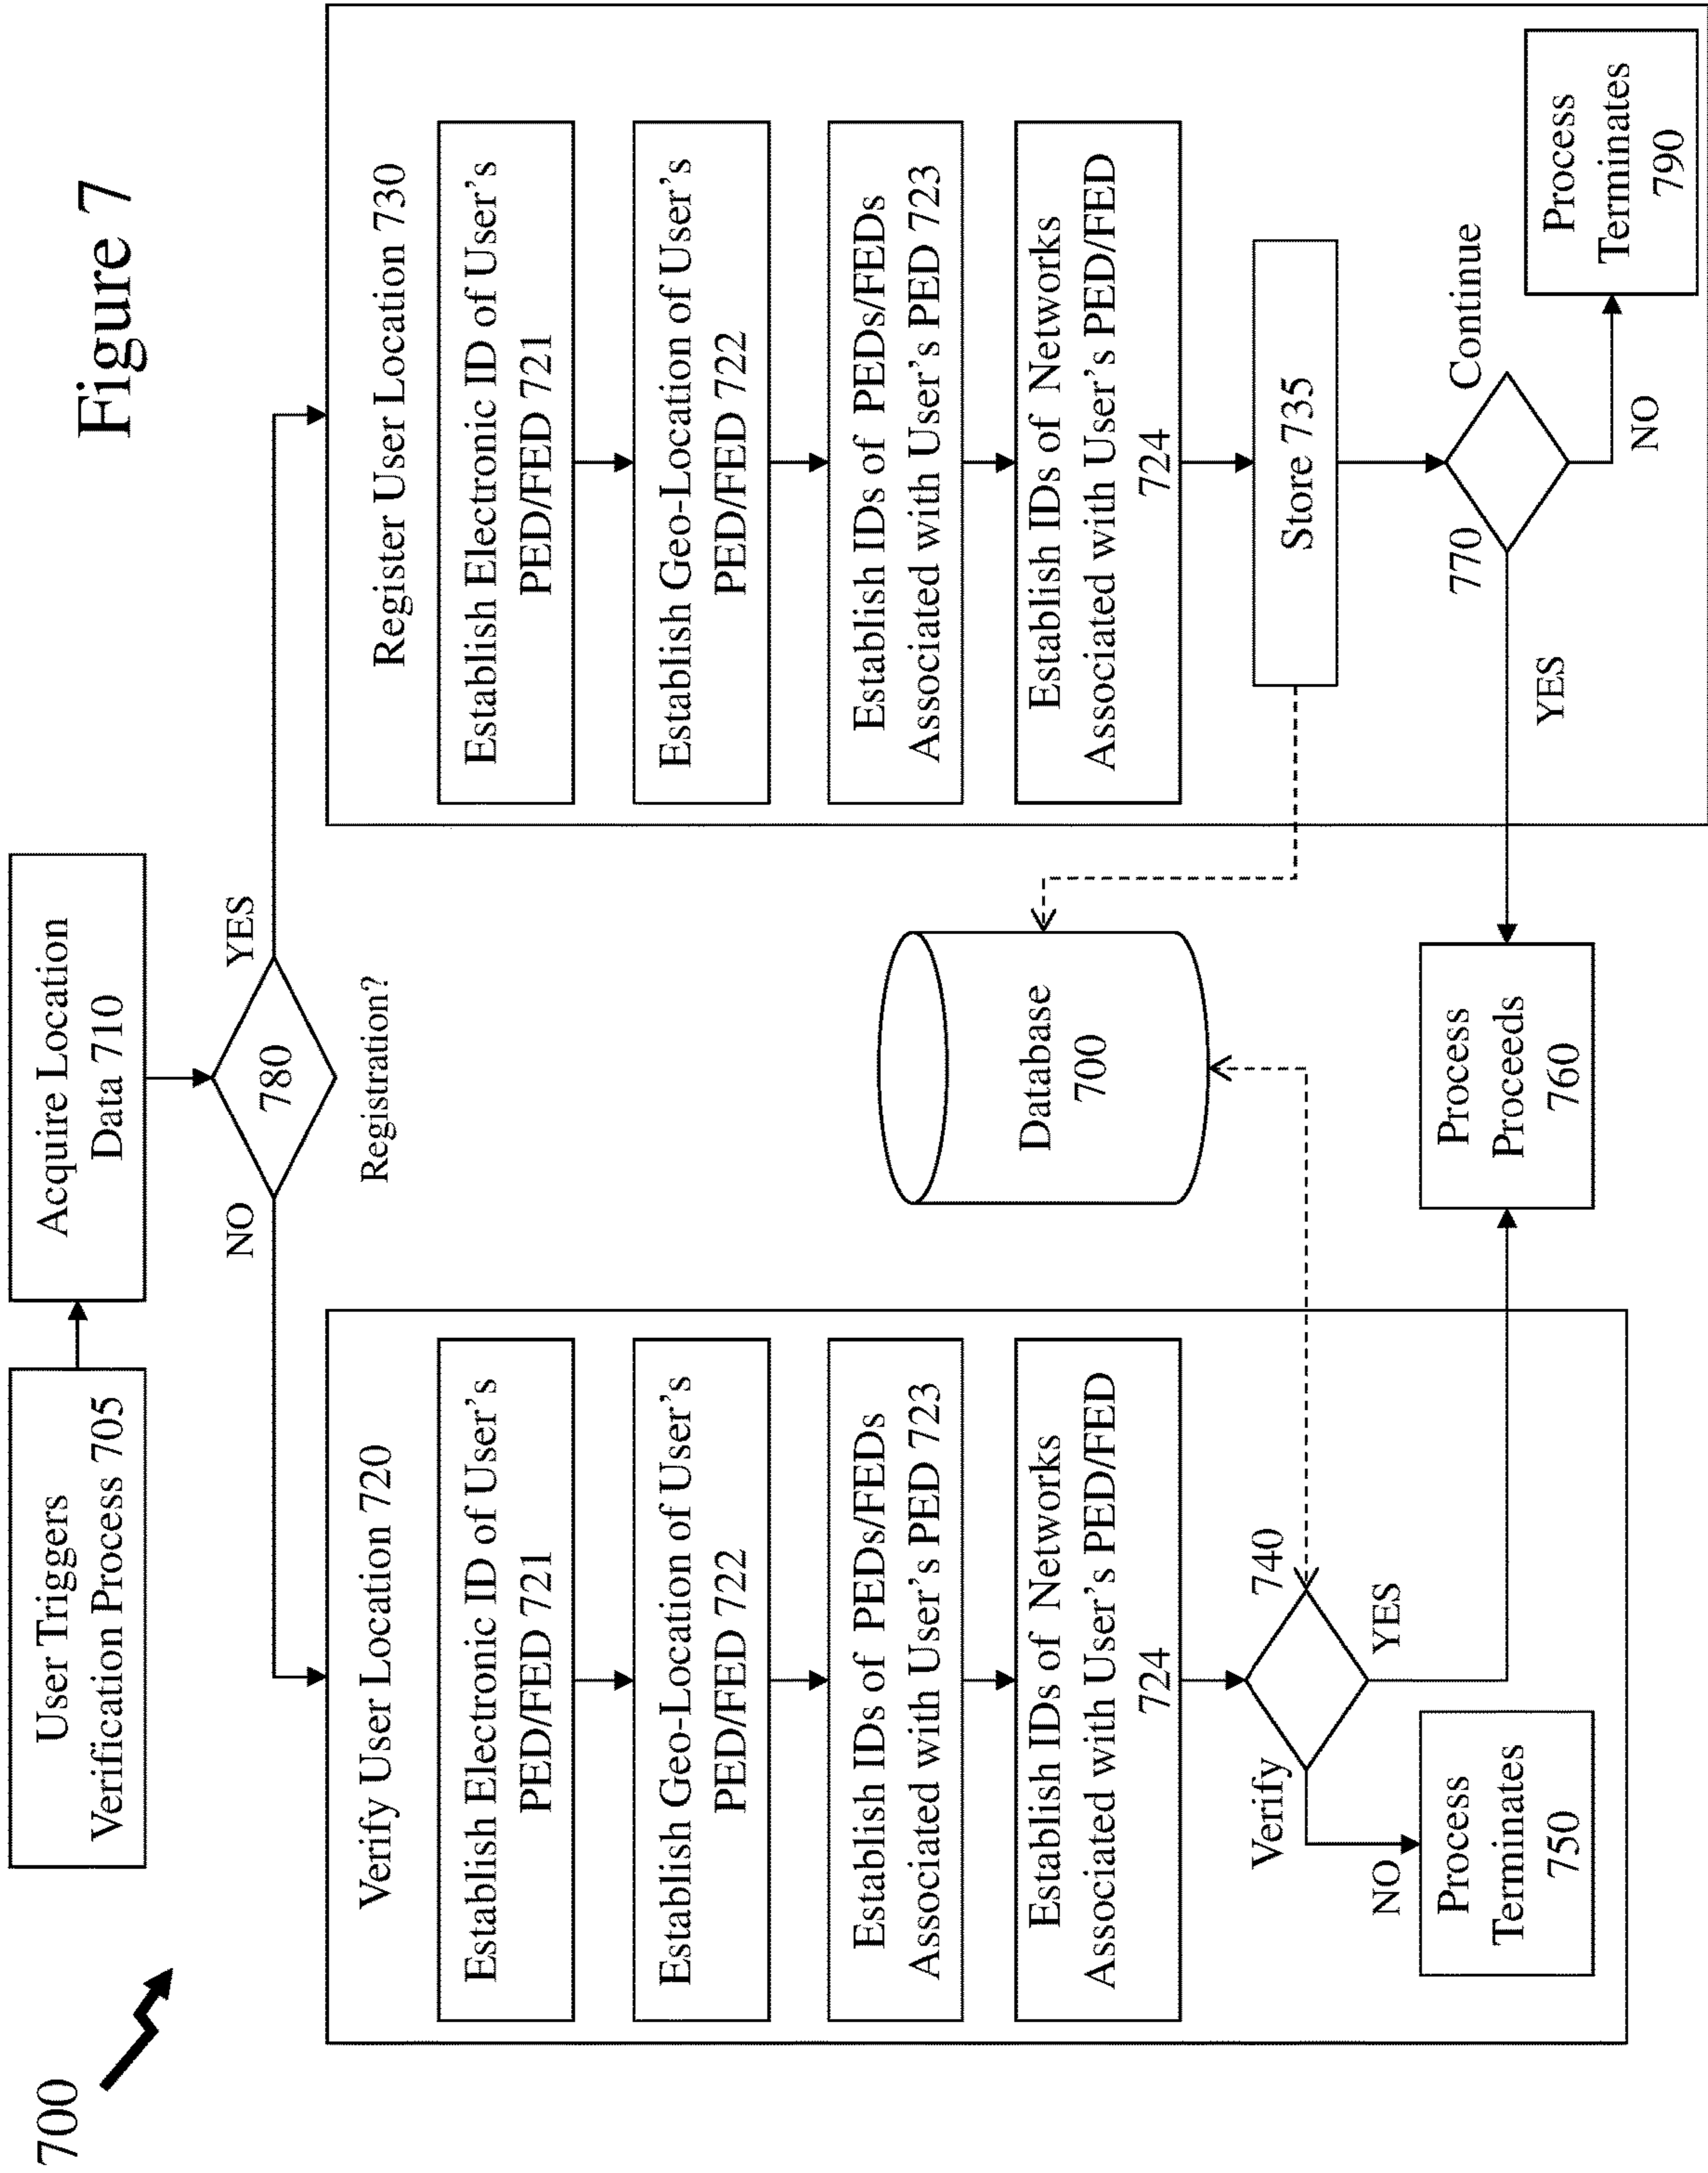 700
Figure 7
User Triggers
Verification Process 705
Acquire Location
Data 710
NO
780
YES
Registration?
Verify User Location 720
Establish Electronic ID of User's
PED/FED 721
Establish Geo-Location of User's
PED/FED 722
Establish IDs of PEDs/FEDs
Associated with User's PED 723
Establish IDs of Networks
Associated with User's PED/FED
724
Verify
740
NO
YES
Process
Terminates
750
Database
700
Process
Proceeds
760
Register User Location 730
Establish Electronic ID of User's
PED/FED 721
Establish Geo-Location of User's
PED/FED 722
Establish IDs of PEDs/FEDs
Associated with User's PED 723
Establish IDs of Networks
Associated with User's PED/FED
724
Store 735
770
Continue
YES
NO
Process
Terminates
790